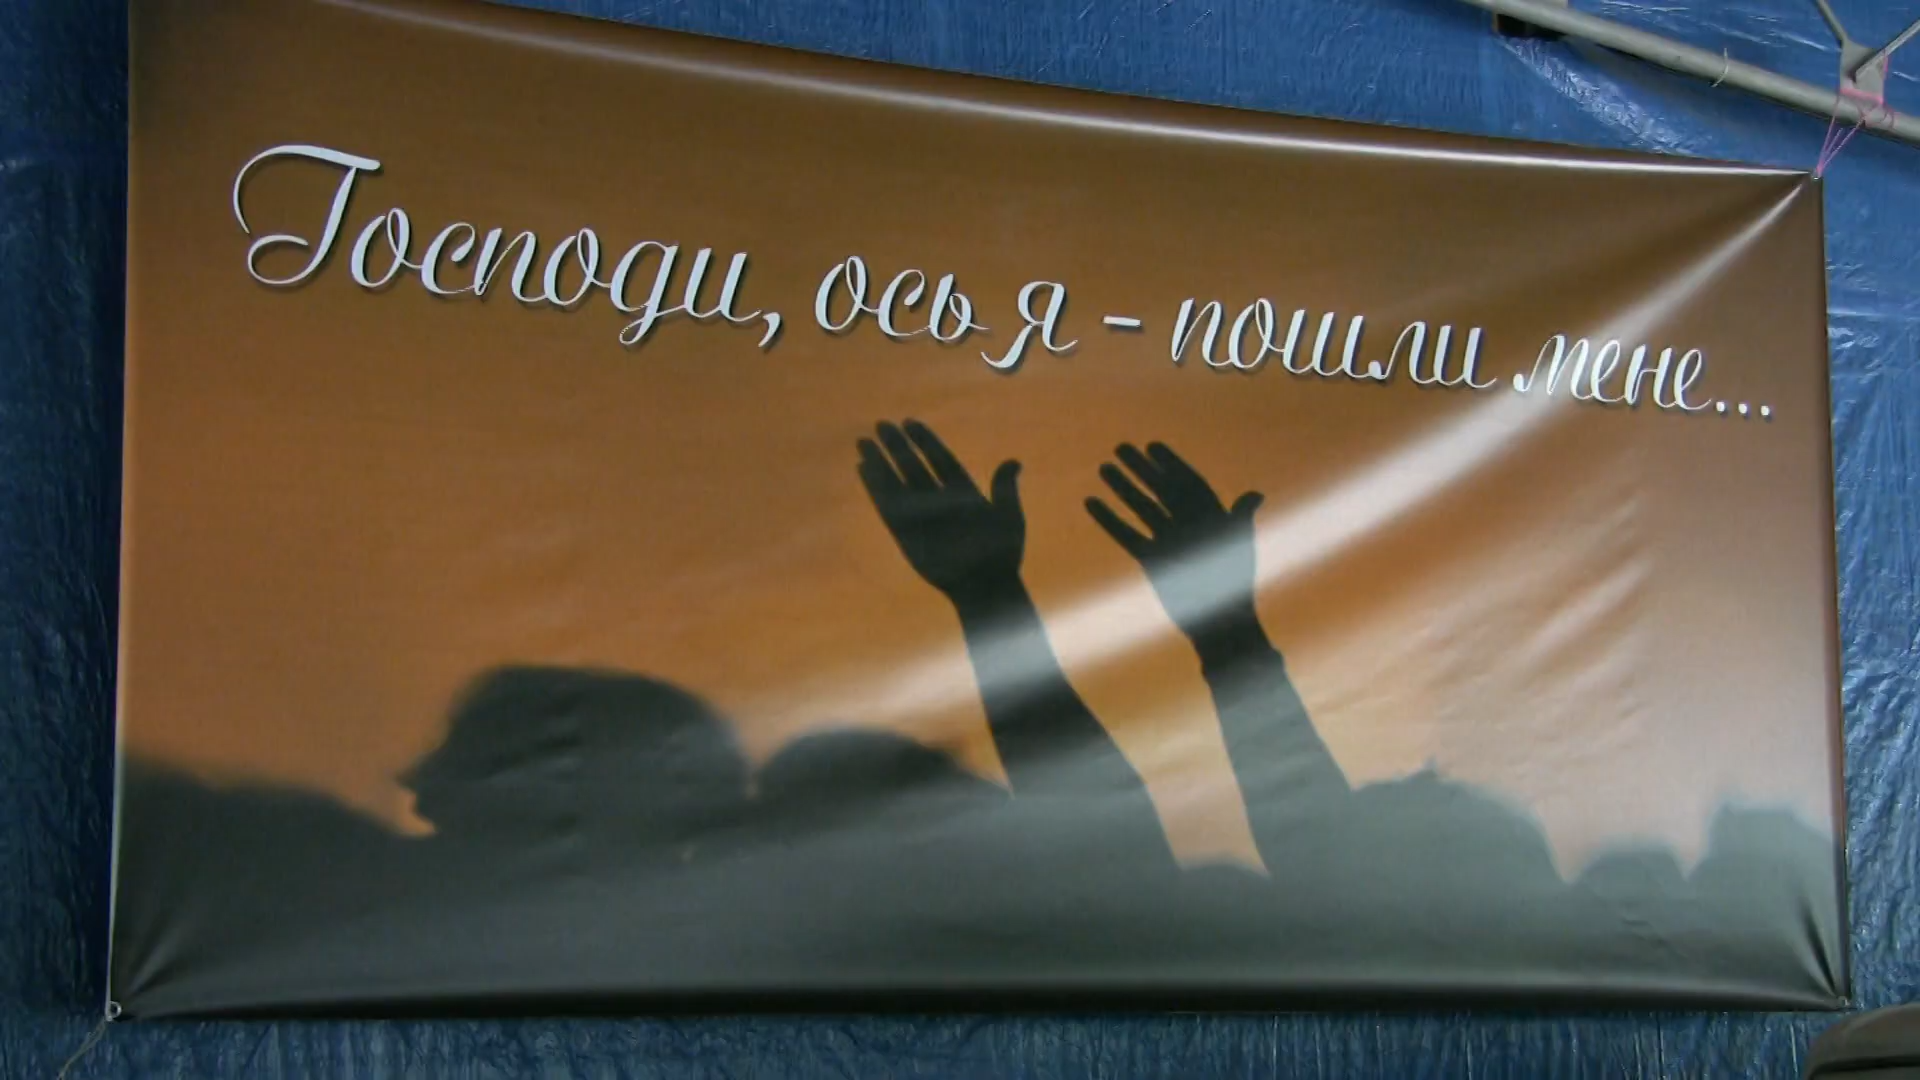 Господи, ось я - пошли мене...